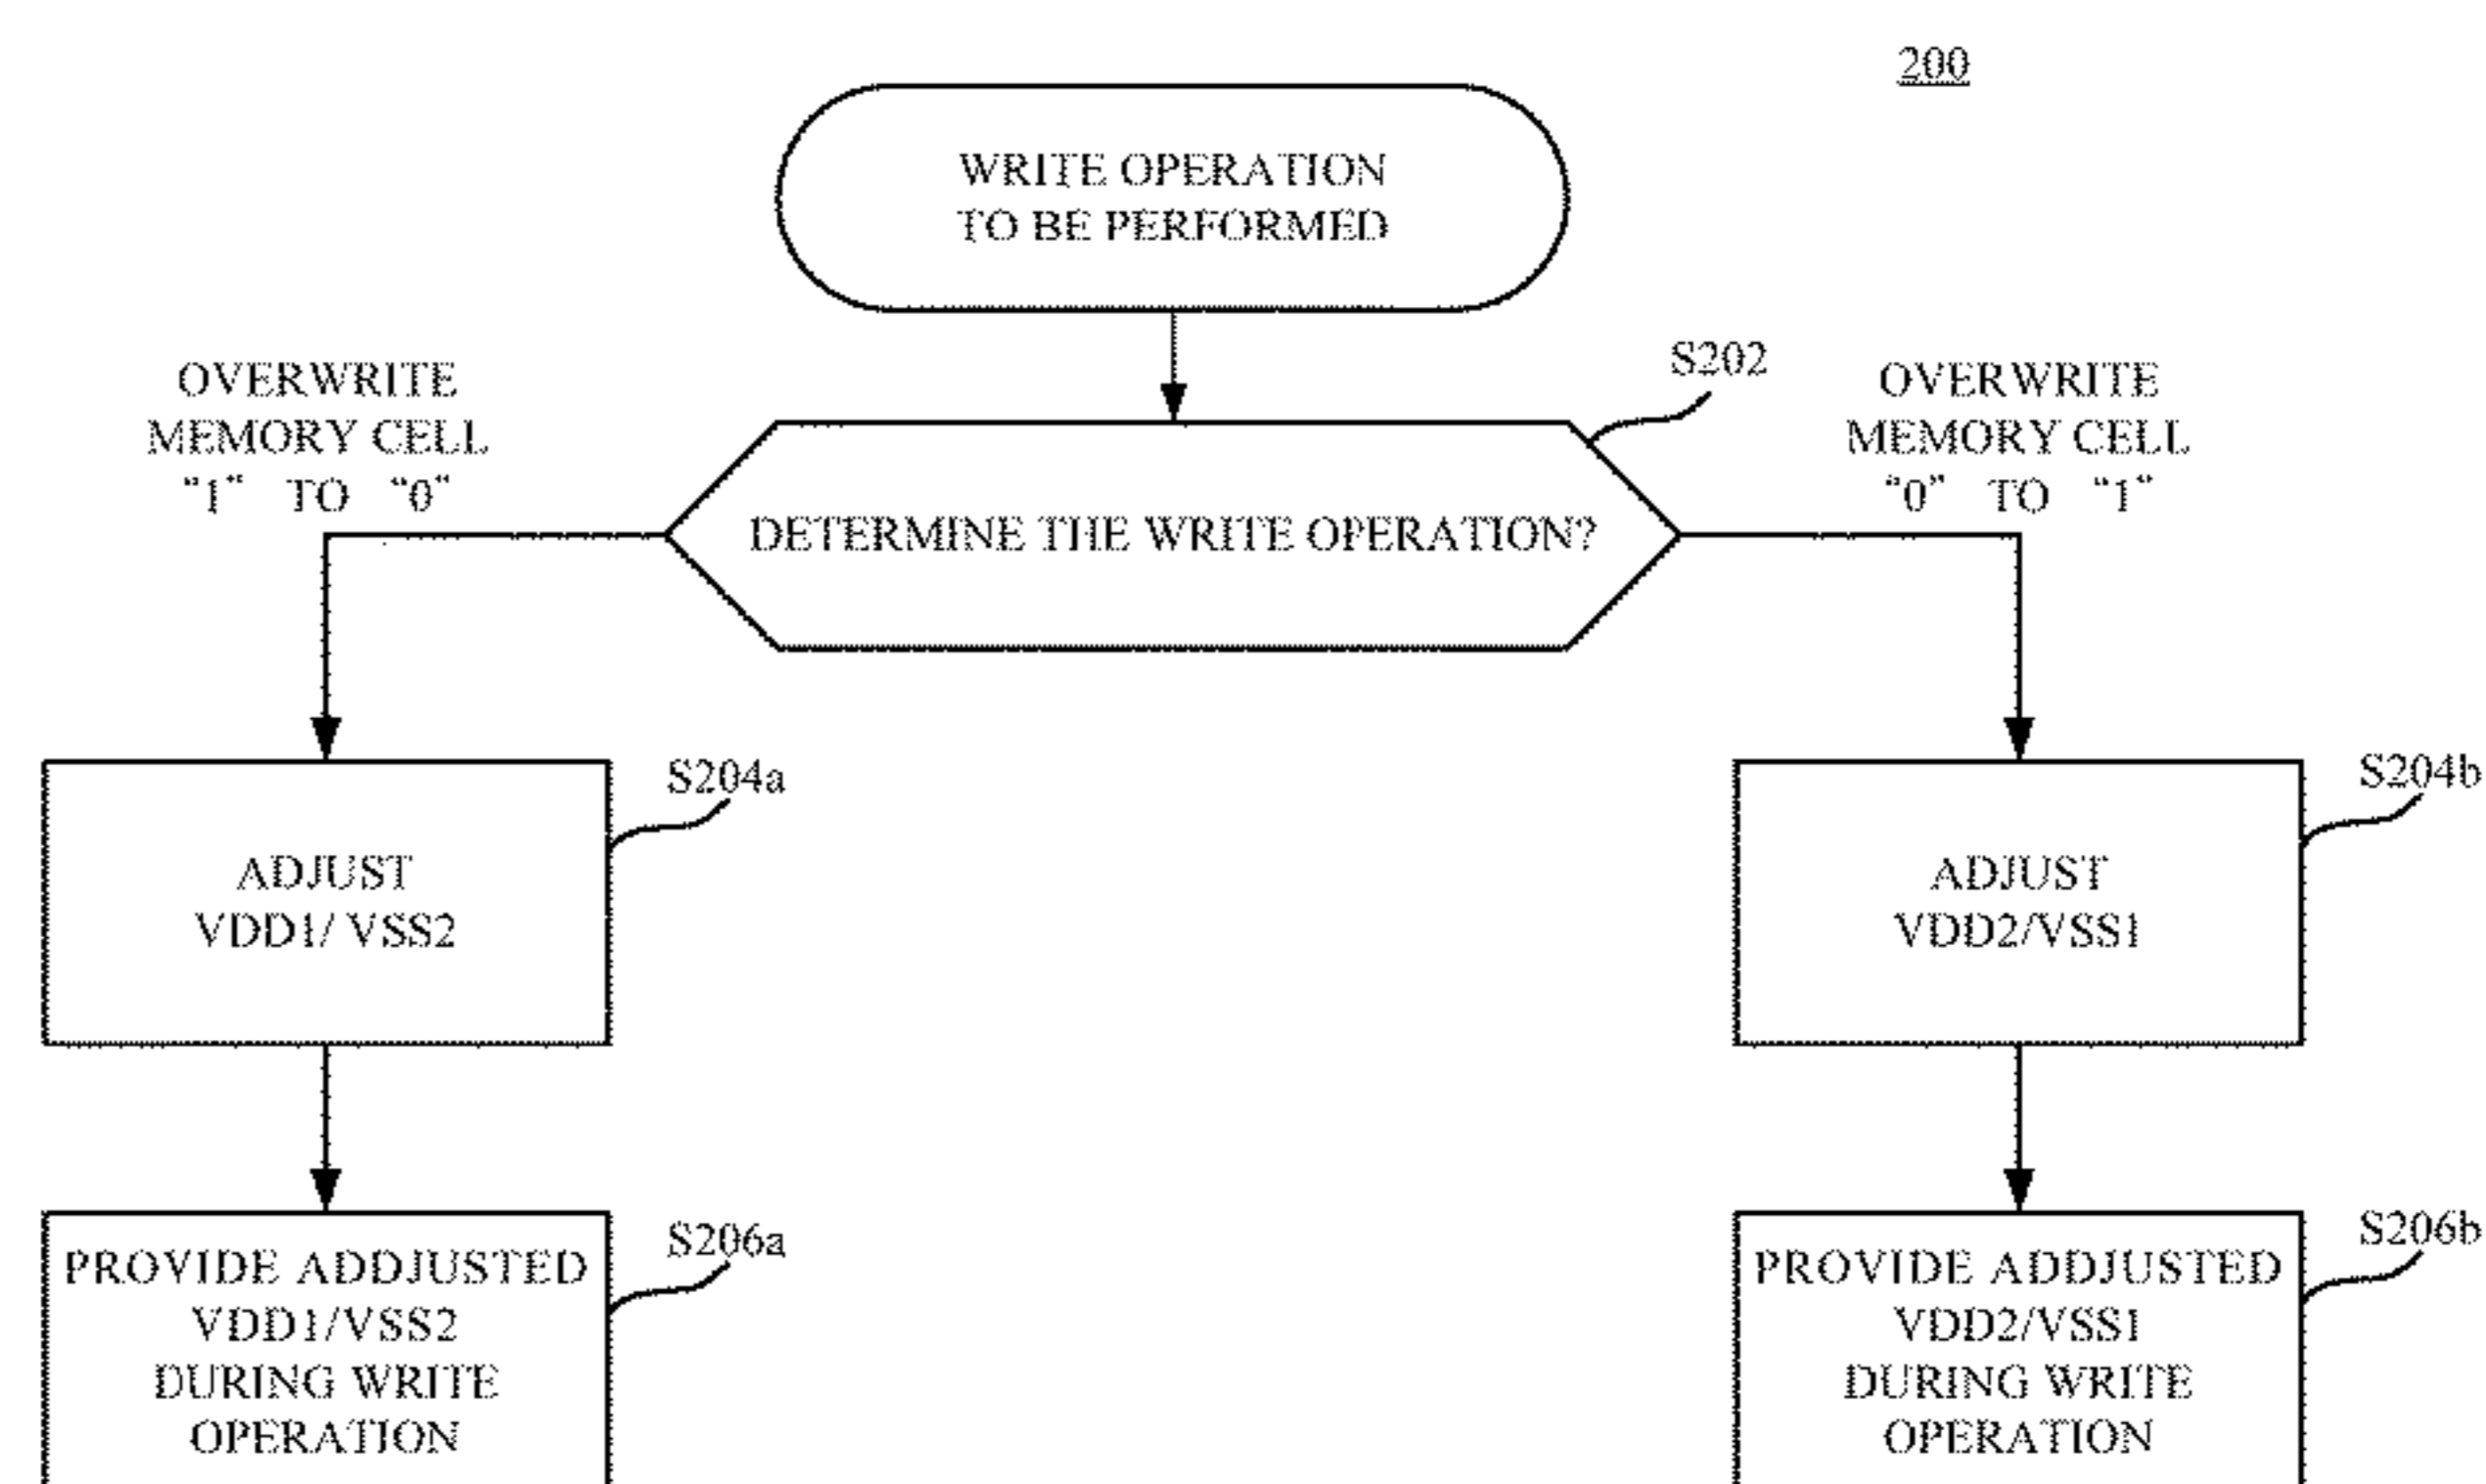 200
WRITE OPERATION
TO BE PERFORMED
S202
OVERWRITE
MEMORY CELL
“1” TO “0”
OVERWRITE
MEMORY CELL
“0” TO “1”
DETERMINE THE WRITE OPERATION?
S204a
ADJUST
VDD1/ VSS2
S204b
ADJUST
VDD2/VSS1
S206a
PROVIDE ADDJUSTED
VDD1/VSS2
DURING WRITE
OPERATION
S206b
PROVIDE ADDJUSTED
VDD2/VSS1
DURING WRITE
OPERATION